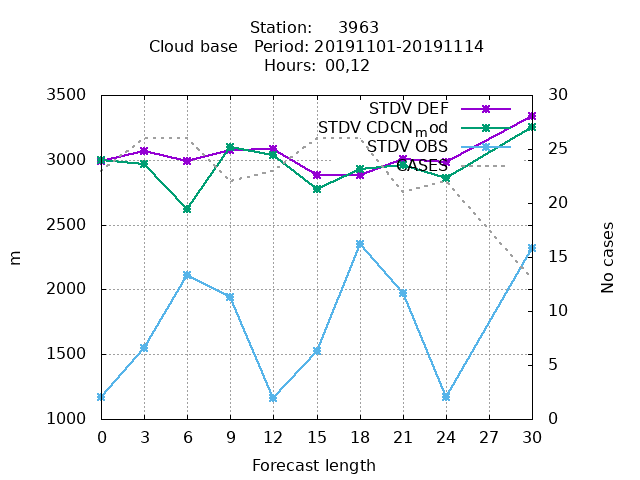 Station: 3963
Cloud base Period: 20191101-20191114
Hours: 00,12
3500
3000
2500
2000
1500
1000
m
30
25
20
15
10
5
0
No cases
STDV DEF
STDV CDCNmod
STDV OBS
CASES
0 3 6 9 12 15 18 21 24 27 30
Forecast length